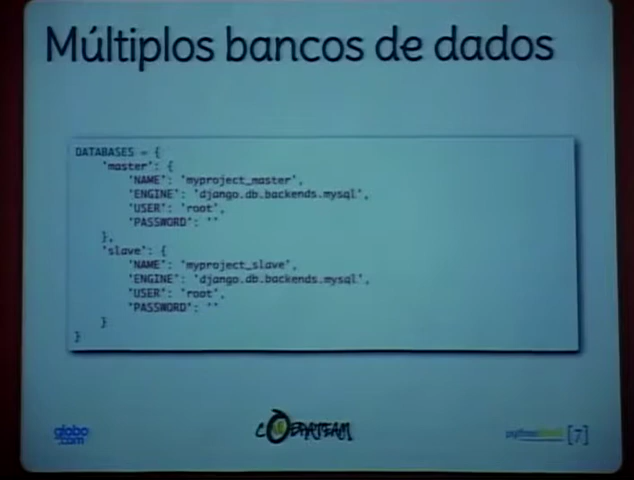 Múltiplos bancos de dados
DATABASES = {
'master': {
'NAME': 'myproject_master',
'ENGINE': 'django.db.backends.mysql',
'USER': 'root',
'PASSWORD': ''
},
'slave': {
'NAME': 'myproject_slave',
'ENGINE': 'django.db.backends.mysql',
'USER': 'root',
'PASSWORD': ''
}
}
globo
.com
[7]